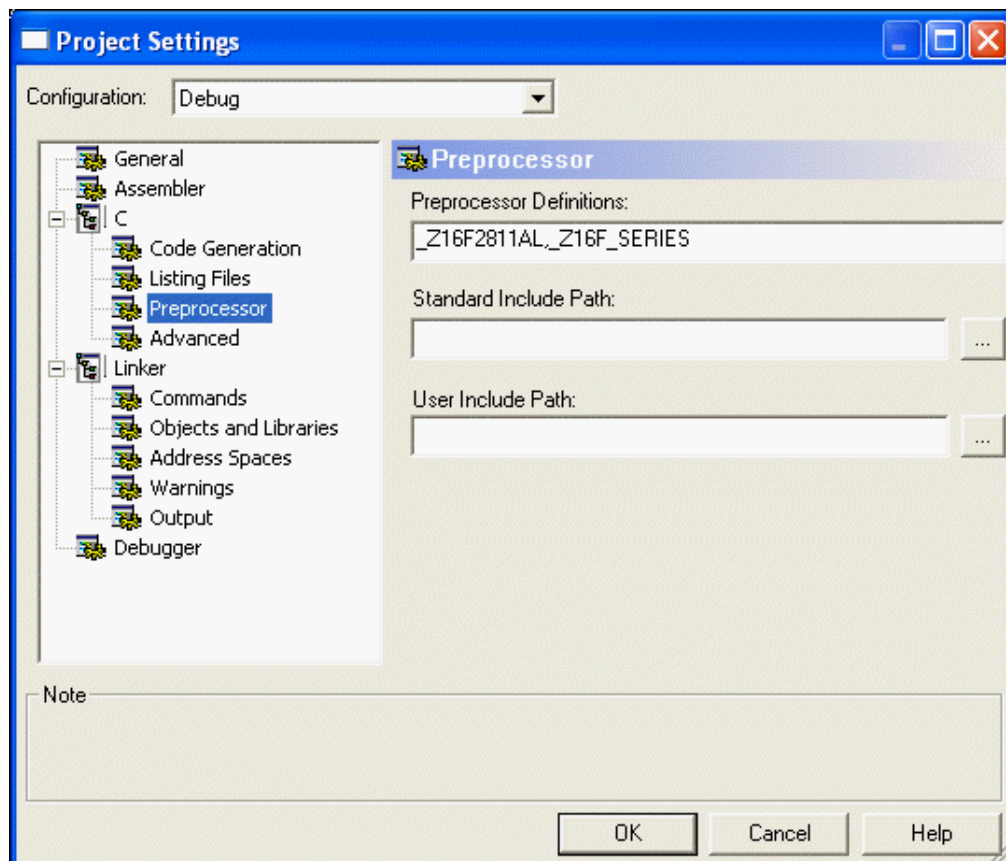 Project Settings
Configuration: Debug
General
Assembler
C
Code Generation
Listing Files
Preprocessor
Advanced
Linker
Commands
Objects and Libraries
Address Spaces
Warnings
Output
Debugger
Preprocessor
Preprocessor Definitions:
_Z16F2811AL,_Z16F_SERIES
Standard Include Path:
...
User Include Path:
...
Note
OK Cancel Help